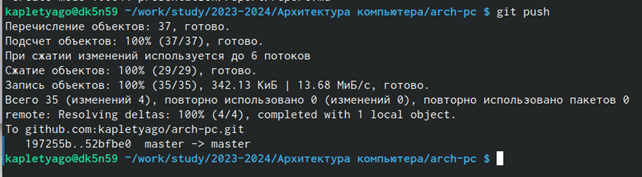 kapletyago@dk5n59 ~/work/study/2023-2024/Архитектура компьютера/arch-pc $ git push
Перечисление объектов: 37, готово.
Подсчет объектов: 100% (37/37), готово.
При сжатии изменений используется до 6 потоков
Сжатие объектов: 100% (29/29), готово.
Запись объектов: 100% (35/35), 342.13 КиБ | 13.68 МиБ/с, готово.
Всего 35 (изменений 4), повторно использовано 0 (изменений 0), повторно использовано пакетов 0
remote: Resolving deltas: 100% (4/4), completed with 1 local object.
To github.com:kapletyago/arch-pc.git
197255b..52bfbe0 master -> master
kapletyago@dk5n59 ~/work/study/2023-2024/Архитектура компьютера/arch-pc $